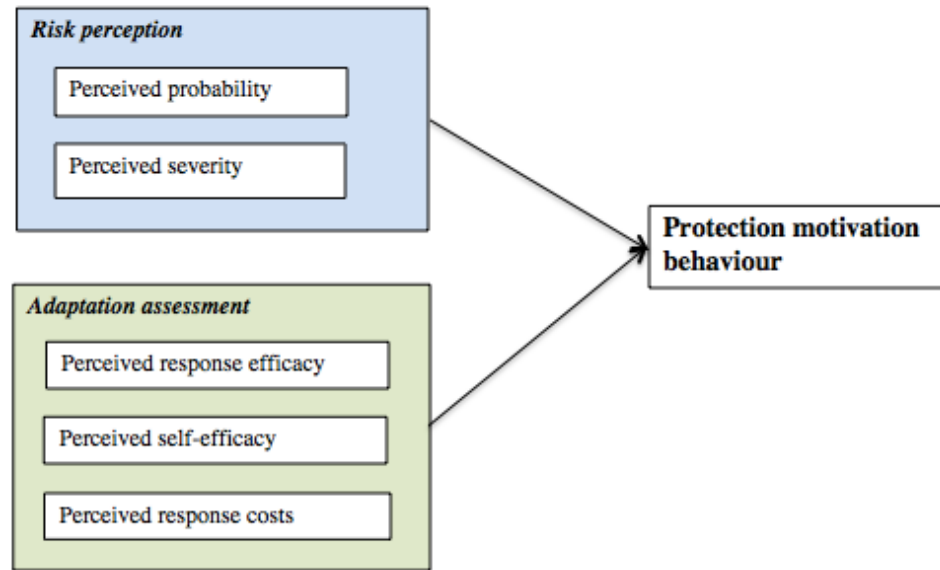 Risk perception
Perceived probability
Perceived severity
Adaptation assessment
Perceived response efficacy
Perceived self-efficacy
Perceived response costs
Protection motivation
behaviour